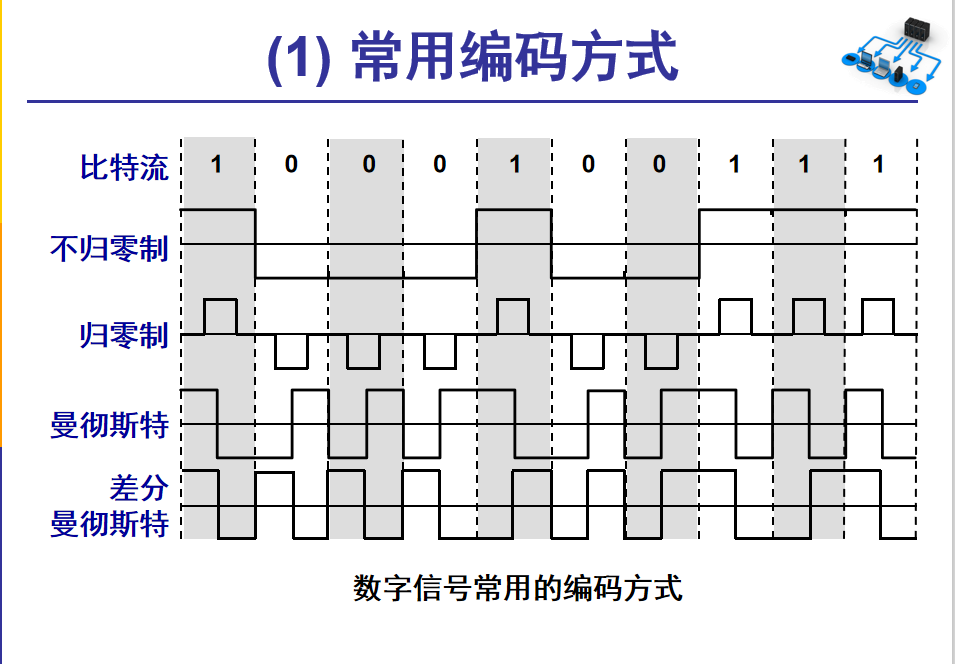 (1) 常用编码方式
比特流 1 0 0 0 1 0 0 1 1 1
不归零制
归零制
曼彻斯特
差分
曼彻斯特
数字信号常用的编码方式